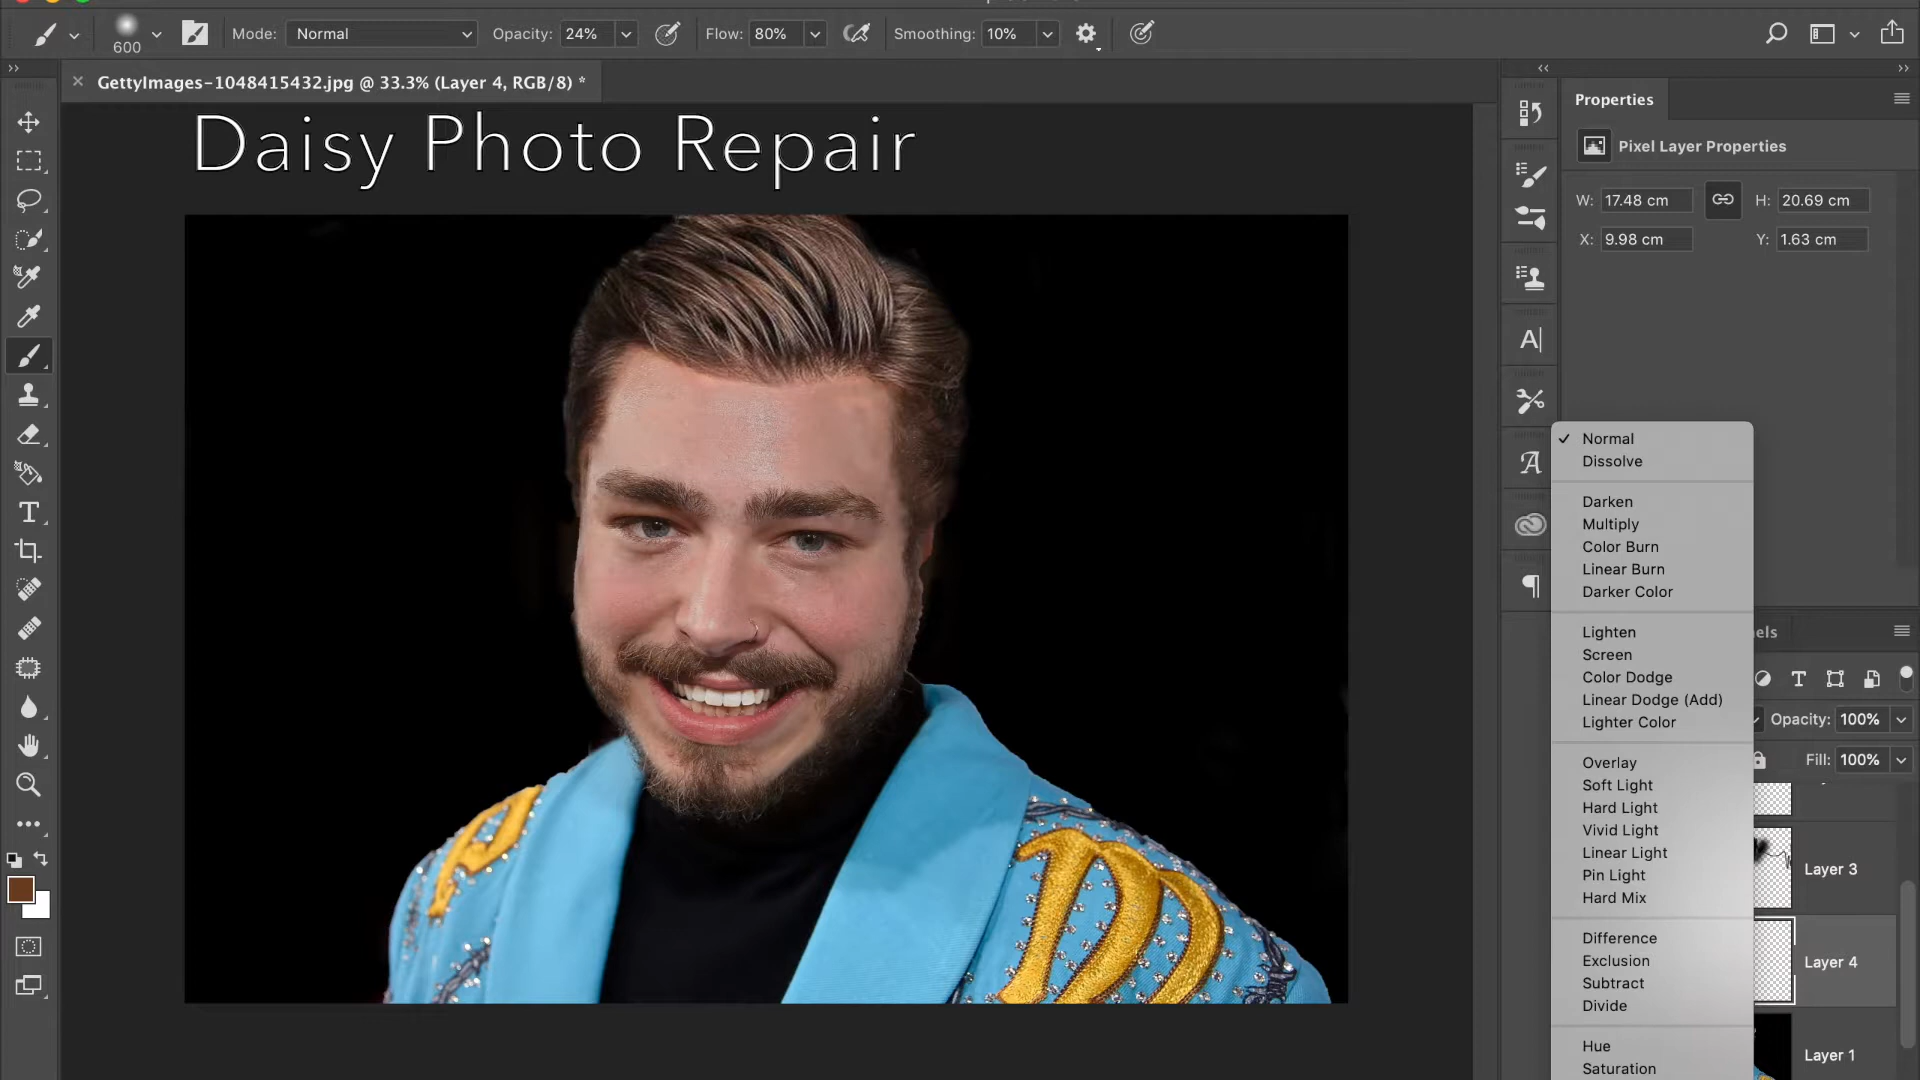 600
Mode: Normal
Opacity: 24%
Flow: 80%
Smoothing: 10%
GettyImages-1048415432.jpg @ 33.3% (Layer 4, RGB/8) *
Daisy Photo Repair
Properties
Pixel Layer Properties
W: 17.48 cm
H: 20.69 cm
X: 9.98 cm
Y: 1.63 cm
Normal
Dissolve
Darken
Multiply
Color Burn
Linear Burn
Darker Color
Lighten
Screen
Color Dodge
Linear Dodge (Add)
Lighter Color
Overlay
Soft Light
Hard Light
Vivid Light
Linear Light
Pin Light
Hard Mix
Difference
Exclusion
Subtract
Divide
Hue
Saturation
nels
Opacity: 100%
Fill: 100%
Layer 3
Layer 4
Layer 1